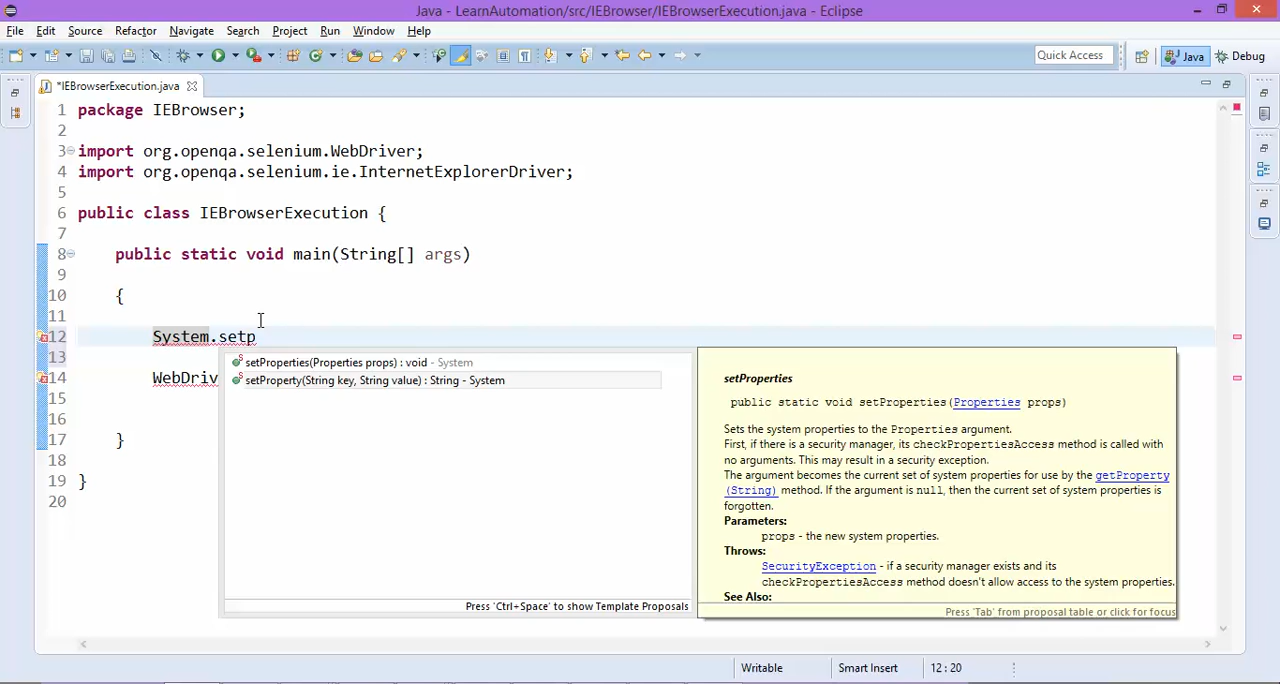 Java - LearnAutomation/src/IEBrowser/IEBrowserExecution.java - Eclipse
File Edit Source Refactor Navigate Search Project Run Window Help
Quick Access Java Debug
*IEBrowserExecution.java
1 package IEBrowser;
2
3 import org.openqa.selenium.WebDriver;
4 import org.openqa.selenium.ie.InternetExplorerDriver;
5
6 public class IEBrowserExecution {
7
8 public static void main(String[] args)
9
10 {
11
12 System.setp
13
14 WebDriv
15
16
17 }
18
19 }
20
setProperties(Properties props) : void - System
setProperty(String key, String value) : String - System
Press 'Ctrl+Space' to show Template Proposals
setProperties
public static void setProperties(Properties props)
Sets the system properties to the Properties argument.
First, if there is a security manager, its checkPropertiesAccess method is called with
no arguments. This may result in a security exception.
The argument becomes the current set of system properties for use by the getProperty
(String) method. If the argument is null, then the current set of system properties is
forgotten.
Parameters:
props - the new system properties.
Throws:
SecurityException - if a security manager exists and its
checkPropertiesAccess method doesn't allow access to the system properties.
See Also:
Press 'Tab' from proposal table or click for focus
Writable Smart Insert 12 : 20